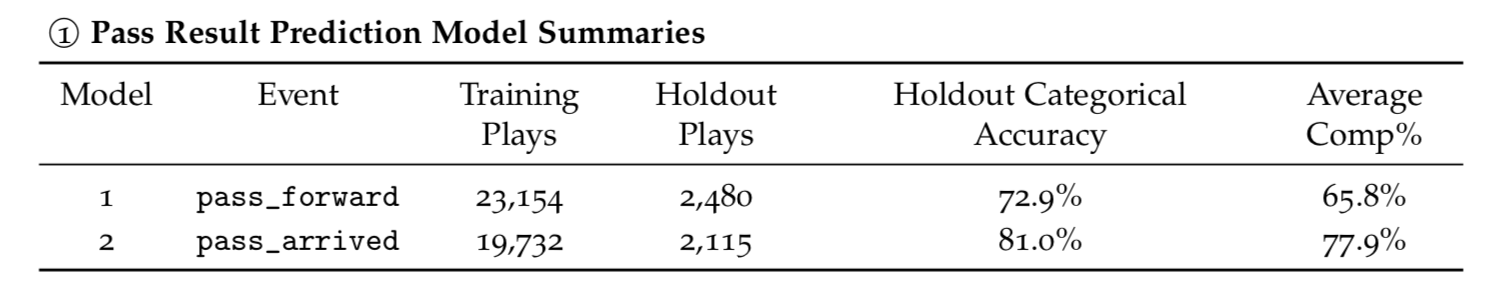 ① Pass Result Prediction Model Summaries
Model Event Training Plays Holdout Plays Holdout Categorical Accuracy Average Comp%
1 pass_forward 23,154 2,480 72.9% 65.8%
2 pass_arrived 19,732 2,115 81.0% 77.9%